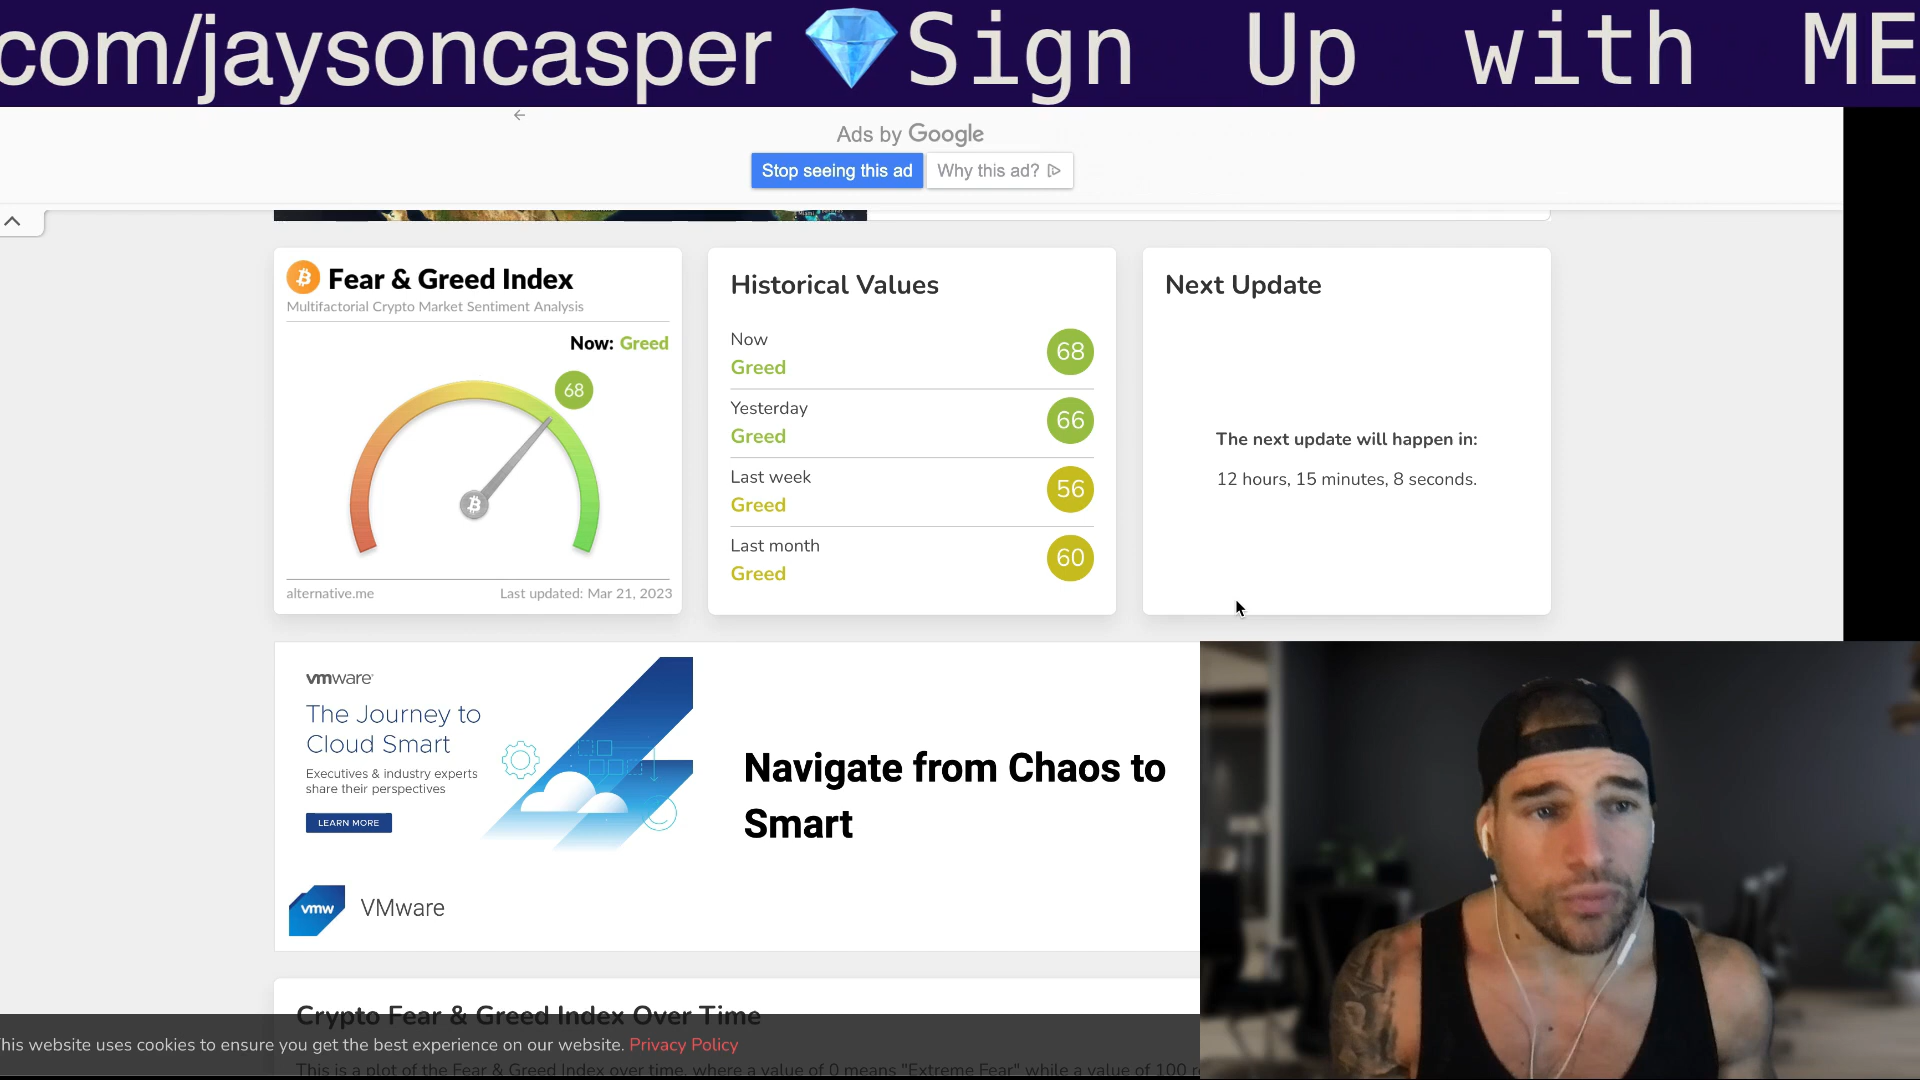 com/jaysoncasper 💎Sign Up with ME
Ads by Google
Stop seeing this ad
Why this ad?
Fear & Greed Index
Multifactorial Crypto Market Sentiment Analysis
Now: Greed
68
alternative.me
Last updated: Mar 21, 2023
Historical Values
Now
Greed
68
Yesterday
Greed
66
Last week
Greed
56
Last month
Greed
60
Next Update
The next update will happen in:
12 hours, 15 minutes, 8 seconds.
vmware
The Journey to
Cloud Smart
Executives & industry experts
share their perspectives
LEARN MORE
Navigate from Chaos to
Smart
vmw
VMware
Crypto Fear & Greed Index Over Time
his website uses cookies to ensure you get the best experience on our website. Privacy Policy
This is a plot of the Fear & Greed Index over time, where a value of 0 means "Extreme Fear" while a value of 100 r